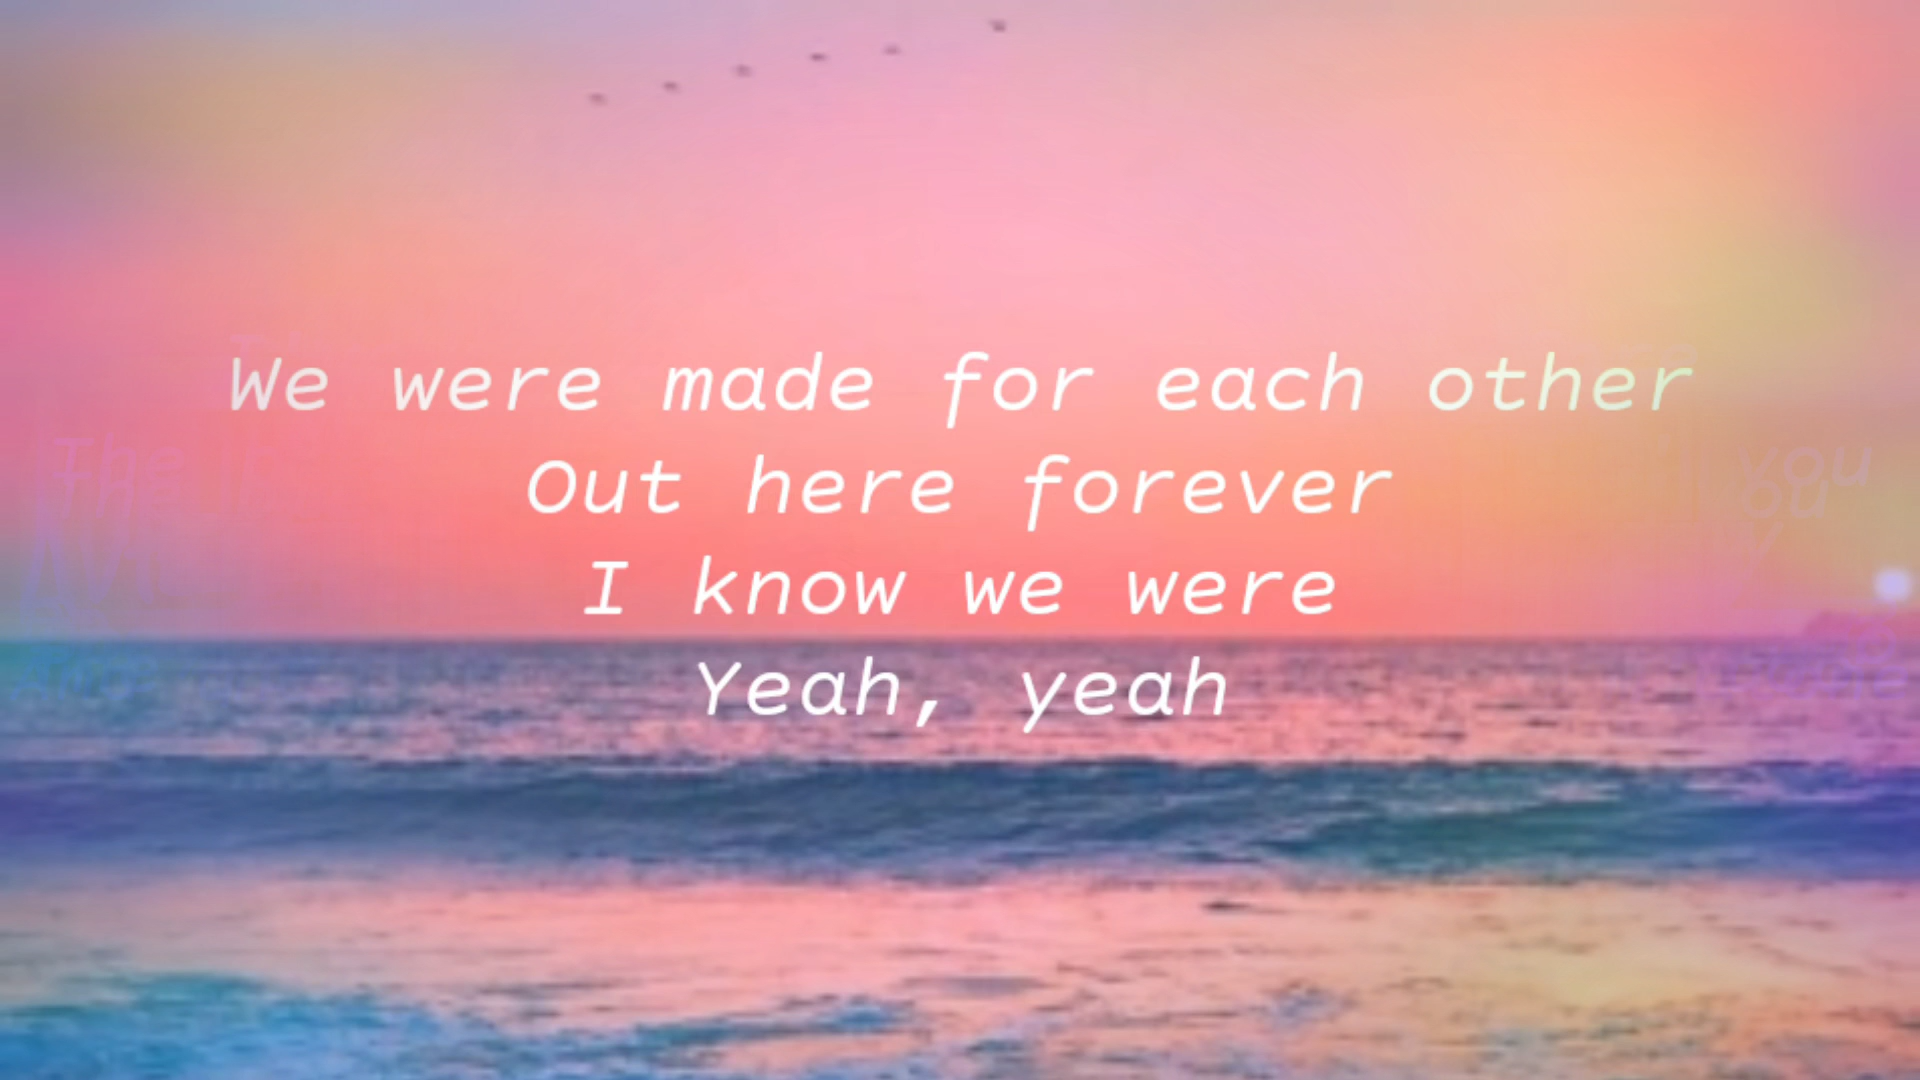 We were made for each other
Out here forever
I know we were
Yeah, yeah